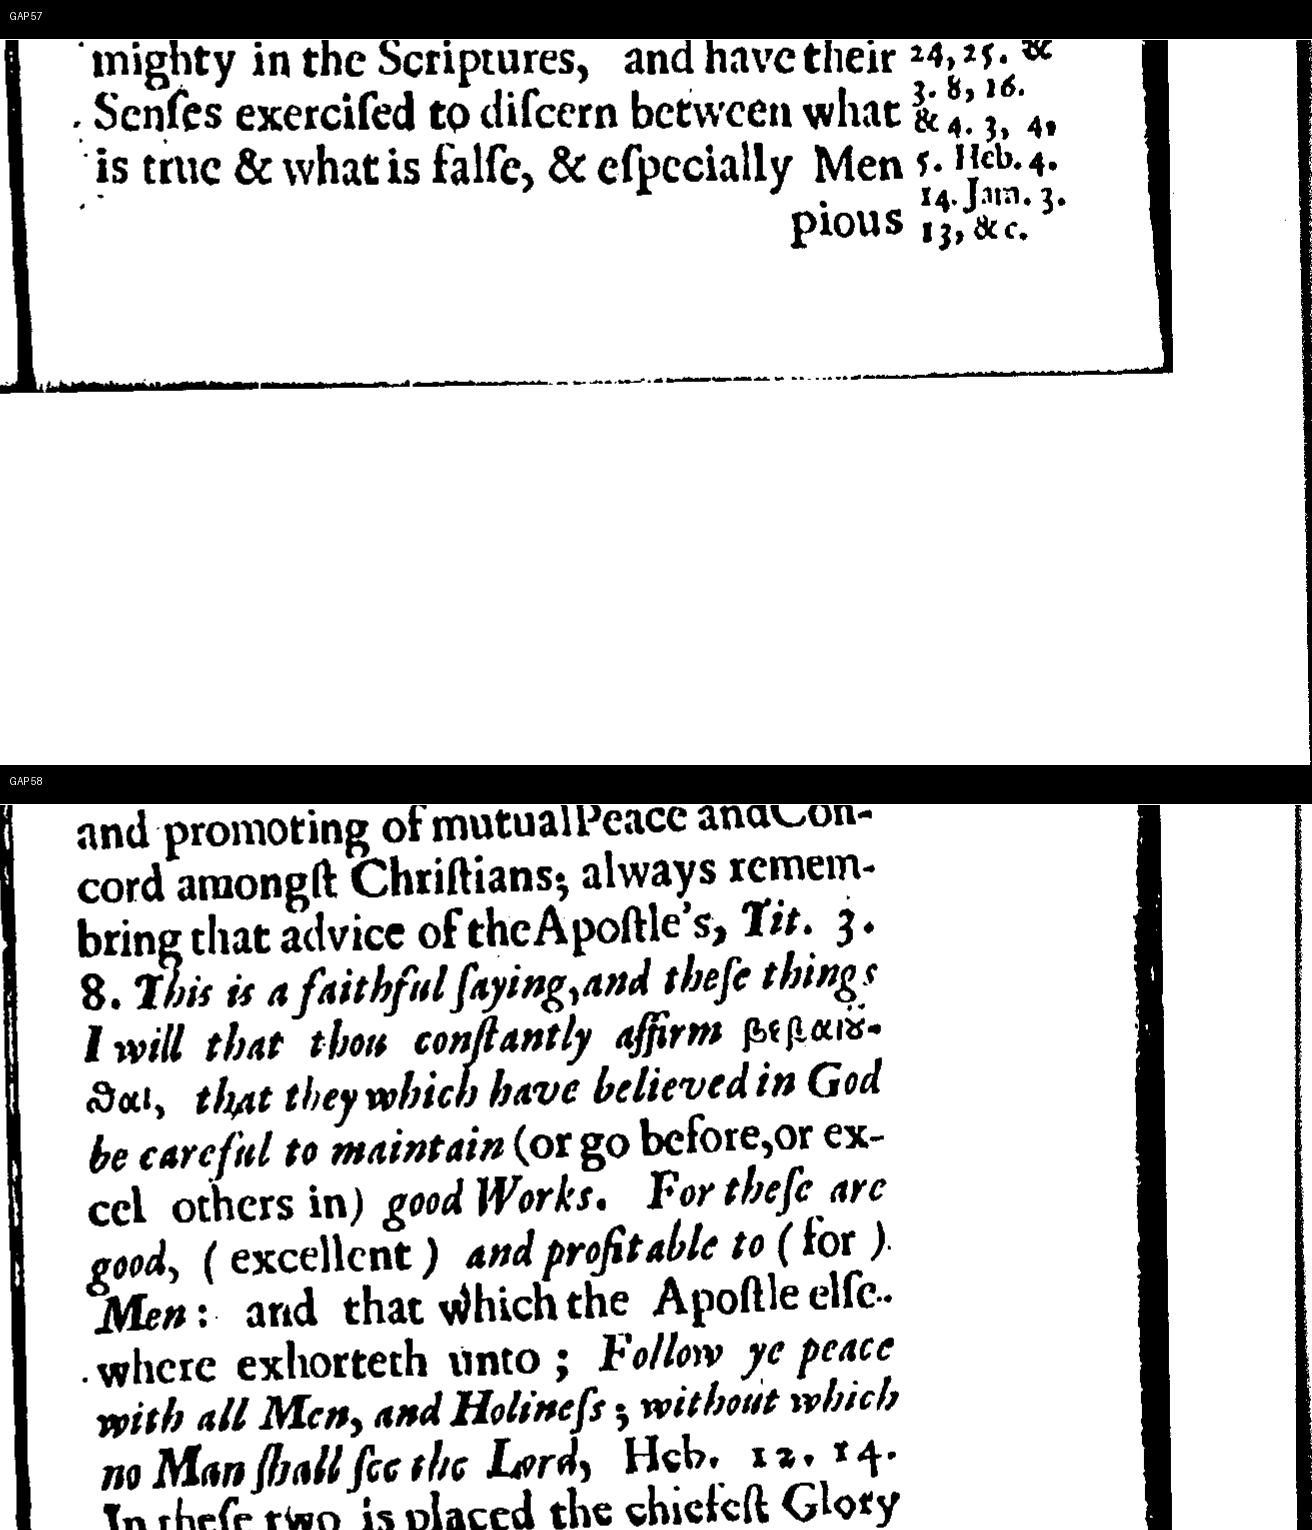 GAP57
mighty in the Scriptures, and have their
Senſes exerciſed to diſcern between what
is true & what is falſe, & eſpecially Men
pious
24, 25. &
3. 8, 16.
& 4. 3, 4,
5. Heb. 4.
14. Jam. 3.
13, &c.
GAP58
and promoting of mutual Peace and Con-
cord amongſt Chriſtians; always remem-
bring that advice of the Apoſtle's, Tit. 3.
8. This is a faithful ſaying, and theſe things
I will that thou conſtantly affirm βεβαιȣ͂-
ϑαι, that they which have believed in God
be careful to maintain (or go before, or ex-
cel others in) good Works. For theſe are
good, (excellent) and profitable to (for)
Men: and that which the Apoſtle elſe-
where exhorteth unto; Follow ye peace
with all Men, and Holineſs; without which
no Man ſhall ſee the Lord, Heb. 12. 14.
In theſe two is placed the chiefeſt Glory